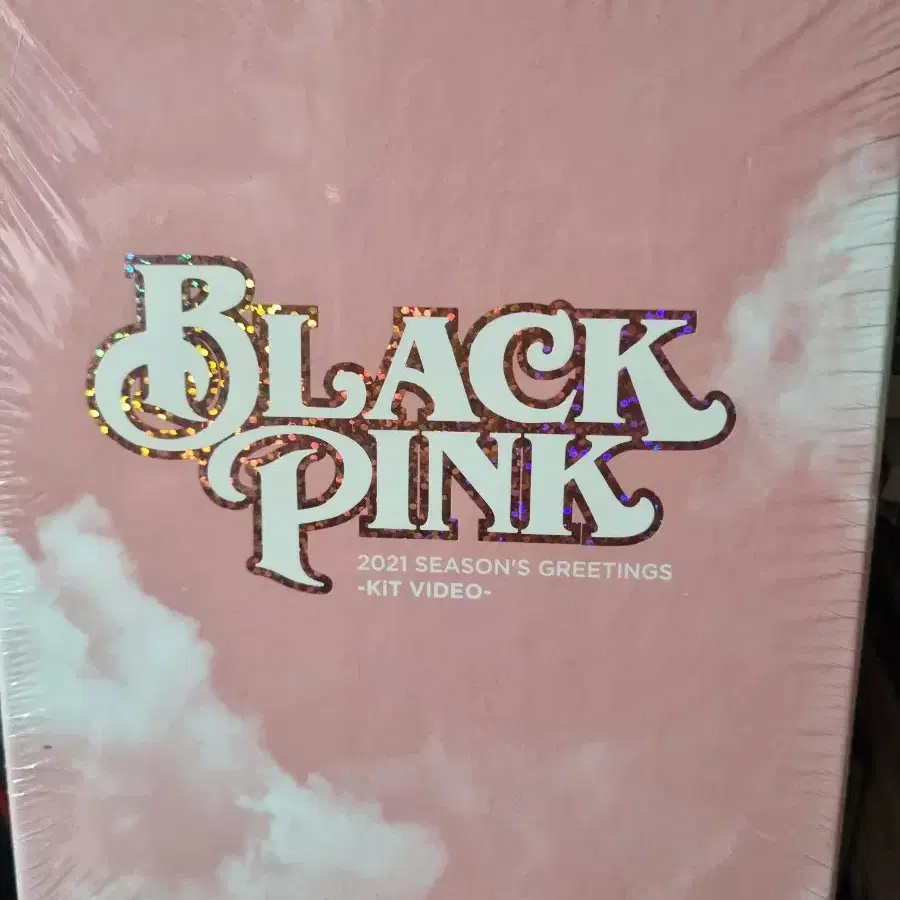 BLACK
PINK
2021 SEASON'S GREETINGS
-KiT VIDEO-